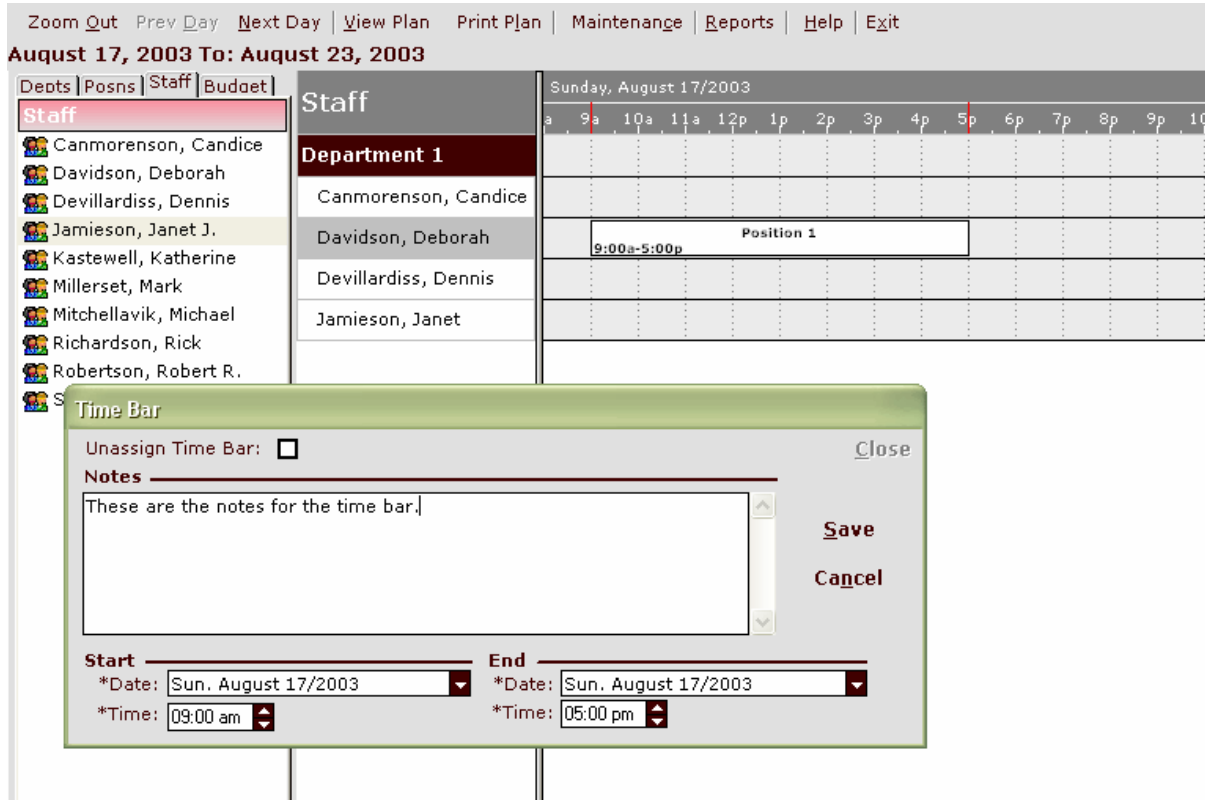 Zoom Out Prev Day Next Day View Plan Print Plan Maintenance Reports Help Exit
August 17, 2003 To: August 23, 2003
Depts Posns Staff Budget
Staff
Canmorenson, Candice
Davidson, Deborah
Devillardiss, Dennis
Jamieson, Janet J.
Kastewell, Katherine
Millerset, Mark
Mitchellavik, Michael
Richardson, Rick
Robertson, Robert R.
S
Staff
Department 1
Canmorenson, Candice
Davidson, Deborah
Devillardiss, Dennis
Jamieson, Janet
Sunday, August 17/2003
a 9a 10a 11a 12p 1p 2p 3p 4p 5p 6p 7p 8p 9p 10
Position 1
9:00a-5:00p
Time Bar
Unassign Time Bar: Close
Notes
These are the notes for the time bar.
Save
Cancel
Start End
*Date: Sun. August 17/2003 *Date: Sun. August 17/2003
*Time: 09:00 am *Time: 05:00 pm